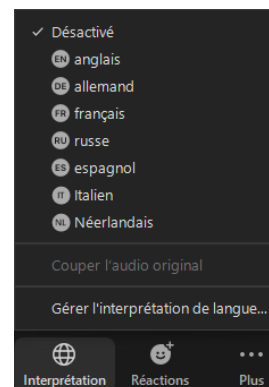 Désactivé
EN anglais
DE allemand
FR français
RU russe
ES espagnol
IT Italien
NL Néerlandais
Couper l'audio original
Gérer l'interprétation de langue...
Interprétation Réactions Plus